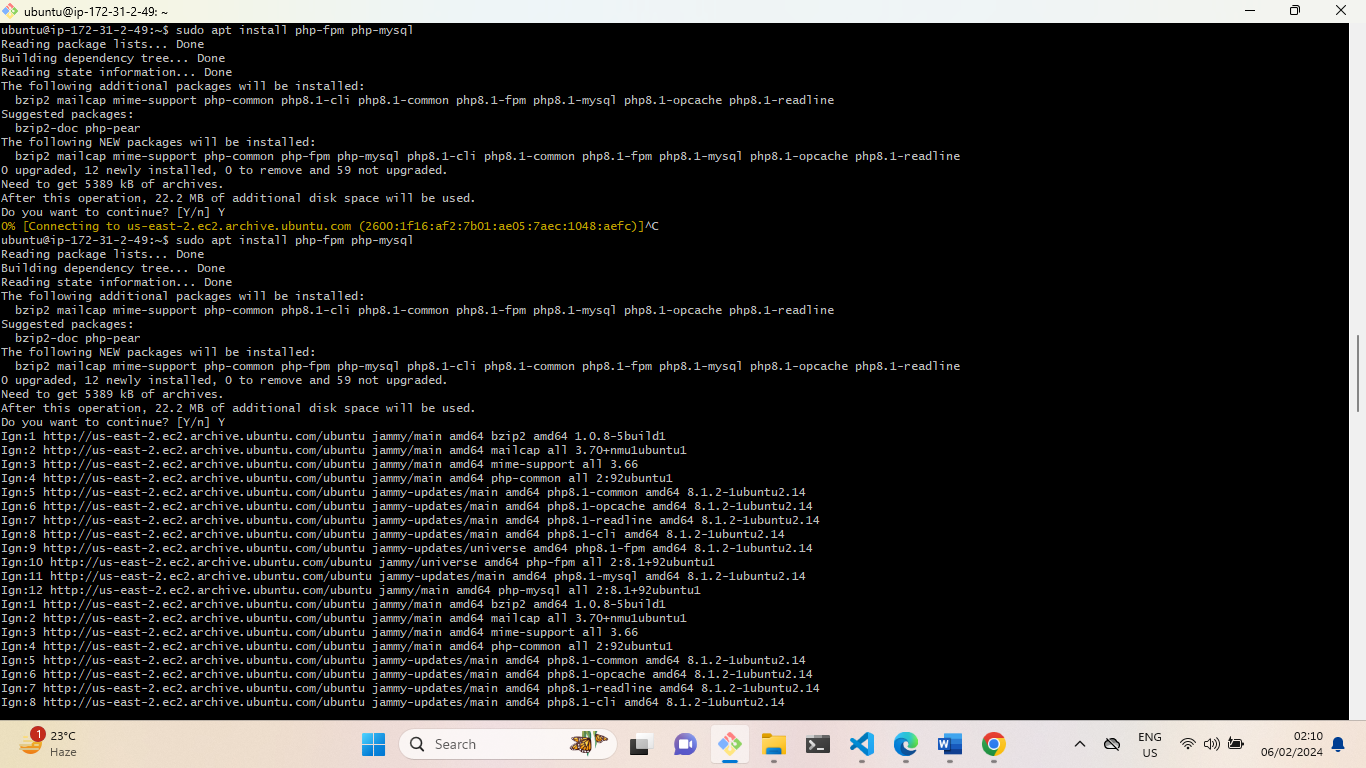 ubuntu@ip-172-31-2-49: ~
ubuntu@ip-172-31-2-49:~$ sudo apt install php-fpm php-mysql
Reading package lists... Done
Building dependency tree... Done
Reading state information... Done
The following additional packages will be installed:
  bzip2 mailcap mime-support php-common php8.1-cli php8.1-common php8.1-fpm php8.1-mysql php8.1-opcache php8.1-readline
Suggested packages:
  bzip2-doc php-pear
The following NEW packages will be installed:
  bzip2 mailcap mime-support php-common php-fpm php-mysql php8.1-cli php8.1-common php8.1-fpm php8.1-mysql php8.1-opcache php8.1-readline
0 upgraded, 12 newly installed, 0 to remove and 59 not upgraded.
Need to get 5389 kB of archives.
After this operation, 22.2 MB of additional disk space will be used.
Do you want to continue? [Y/n] Y
0% [Connecting to us-east-2.ec2.archive.ubuntu.com (2600:1f16:af2:7b01:ae05:7aec:1048:aefc)]^C
ubuntu@ip-172-31-2-49:~$ sudo apt install php-fpm php-mysql
Reading package lists... Done
Building dependency tree... Done
Reading state information... Done
The following additional packages will be installed:
  bzip2 mailcap mime-support php-common php8.1-cli php8.1-common php8.1-fpm php8.1-mysql php8.1-opcache php8.1-readline
Suggested packages:
  bzip2-doc php-pear
The following NEW packages will be installed:
  bzip2 mailcap mime-support php-common php-fpm php-mysql php8.1-cli php8.1-common php8.1-fpm php8.1-mysql php8.1-opcache php8.1-readline
0 upgraded, 12 newly installed, 0 to remove and 59 not upgraded.
Need to get 5389 kB of archives.
After this operation, 22.2 MB of additional disk space will be used.
Do you want to continue? [Y/n] Y
Ign:1 http://us-east-2.ec2.archive.ubuntu.com/ubuntu jammy/main amd64 bzip2 amd64 1.0.8-5build1
Ign:2 http://us-east-2.ec2.archive.ubuntu.com/ubuntu jammy/main amd64 mailcap all 3.70+nmu1ubuntu1
Ign:3 http://us-east-2.ec2.archive.ubuntu.com/ubuntu jammy/main amd64 mime-support all 3.66
Ign:4 http://us-east-2.ec2.archive.ubuntu.com/ubuntu jammy/main amd64 php-common all 2:92ubuntu1
Ign:5 http://us-east-2.ec2.archive.ubuntu.com/ubuntu jammy-updates/main amd64 php8.1-common amd64 8.1.2-1ubuntu2.14
Ign:6 http://us-east-2.ec2.archive.ubuntu.com/ubuntu jammy-updates/main amd64 php8.1-opcache amd64 8.1.2-1ubuntu2.14
Ign:7 http://us-east-2.ec2.archive.ubuntu.com/ubuntu jammy-updates/main amd64 php8.1-readline amd64 8.1.2-1ubuntu2.14
Ign:8 http://us-east-2.ec2.archive.ubuntu.com/ubuntu jammy-updates/main amd64 php8.1-cli amd64 8.1.2-1ubuntu2.14
Ign:9 http://us-east-2.ec2.archive.ubuntu.com/ubuntu jammy-updates/universe amd64 php8.1-fpm amd64 8.1.2-1ubuntu2.14
Ign:10 http://us-east-2.ec2.archive.ubuntu.com/ubuntu jammy/universe amd64 php-fpm all 2:8.1+92ubuntu1
Ign:11 http://us-east-2.ec2.archive.ubuntu.com/ubuntu jammy-updates/main amd64 php8.1-mysql amd64 8.1.2-1ubuntu2.14
Ign:12 http://us-east-2.ec2.archive.ubuntu.com/ubuntu jammy/main amd64 php-mysql all 2:8.1+92ubuntu1
Ign:1 http://us-east-2.ec2.archive.ubuntu.com/ubuntu jammy/main amd64 bzip2 amd64 1.0.8-5build1
Ign:2 http://us-east-2.ec2.archive.ubuntu.com/ubuntu jammy/main amd64 mailcap all 3.70+nmu1ubuntu1
Ign:3 http://us-east-2.ec2.archive.ubuntu.com/ubuntu jammy/main amd64 mime-support all 3.66
Ign:4 http://us-east-2.ec2.archive.ubuntu.com/ubuntu jammy/main amd64 php-common all 2:92ubuntu1
Ign:5 http://us-east-2.ec2.archive.ubuntu.com/ubuntu jammy-updates/main amd64 php8.1-common amd64 8.1.2-1ubuntu2.14
Ign:6 http://us-east-2.ec2.archive.ubuntu.com/ubuntu jammy-updates/main amd64 php8.1-opcache amd64 8.1.2-1ubuntu2.14
Ign:7 http://us-east-2.ec2.archive.ubuntu.com/ubuntu jammy-updates/main amd64 php8.1-readline amd64 8.1.2-1ubuntu2.14
Ign:8 http://us-east-2.ec2.archive.ubuntu.com/ubuntu jammy-updates/main amd64 php8.1-cli amd64 8.1.2-1ubuntu2.14
1
23°C
Haze
Search
ENG
US
02:10
06/02/2024